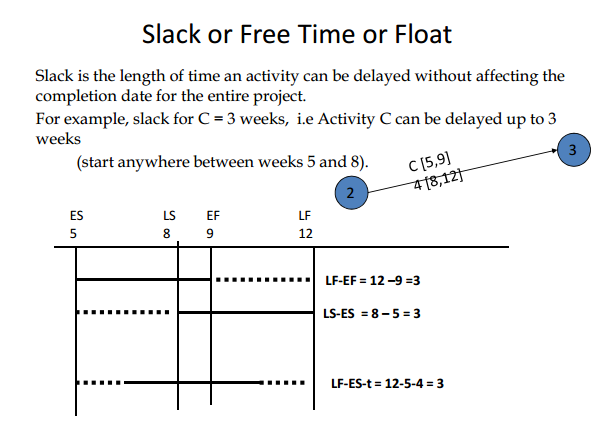 Slack or Free Time or Float
Slack is the length of time an activity can be delayed without affecting the
completion date for the entire project.
For example, slack for C = 3 weeks, i.e Activity C can be delayed up to 3
weeks
(start anywhere between weeks 5 and 8).
C [5,9]
4 [8,12]
2
3
ES LS EF LF
5 8 9 12
LF-EF = 12 –9 =3
LS-ES = 8 – 5 = 3
LF-ES-t = 12-5-4 = 3